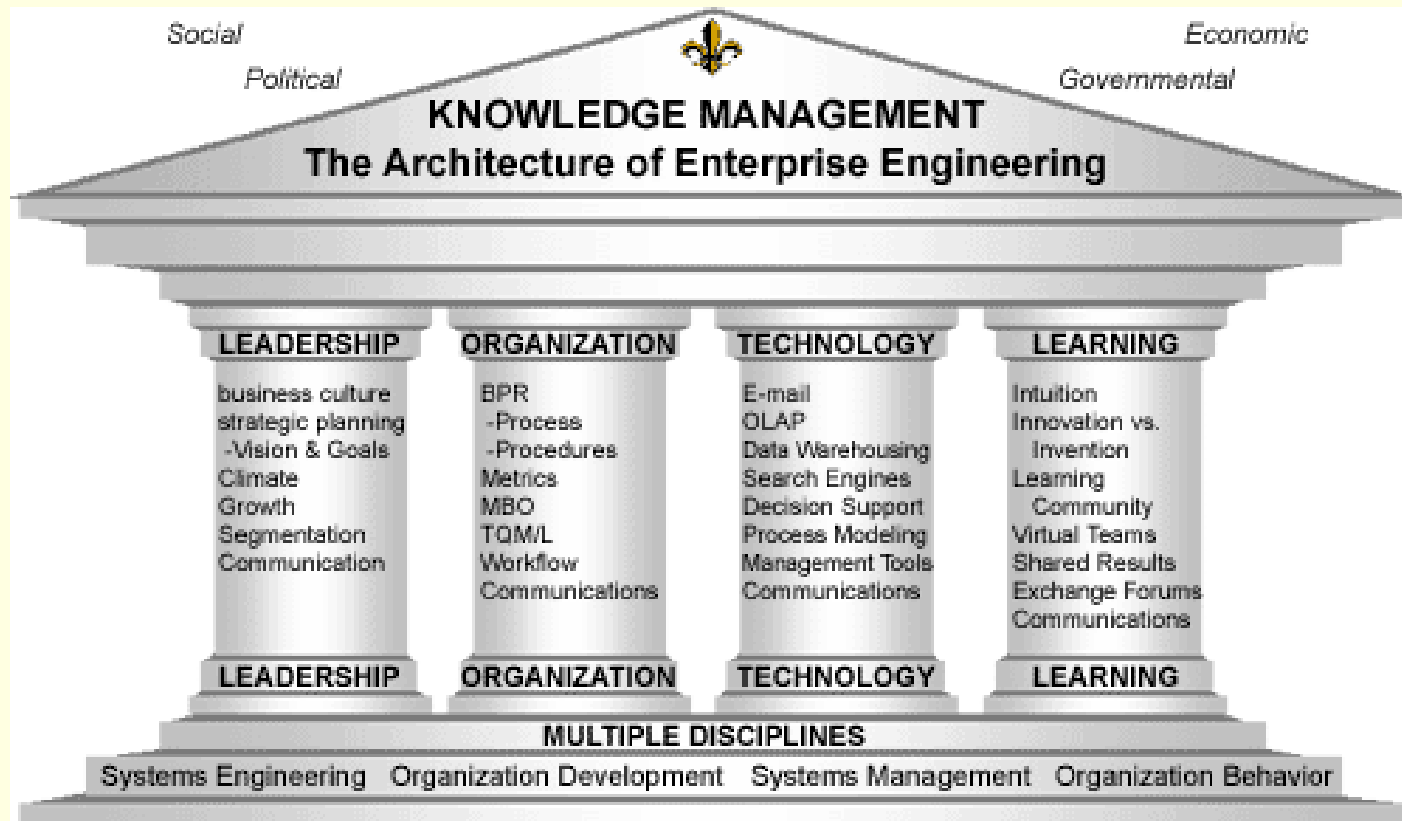 Social
Economic
Political
Governmental
KNOWLEDGE MANAGEMENT
The Architecture of Enterprise Engineering
LEADERSHIP
business culture
strategic planning
-Vision & Goals
Climate
Growth
Segmentation
Communication
LEADERSHIP
ORGANIZATION
BPR
-Process
-Procedures
Metrics
MBO
TQM/L
Workflow
Communications
ORGANIZATION
TECHNOLOGY
E-mail
OLAP
Data Warehousing
Search Engines
Decision Support
Process Modeling
Management Tools
Communications
TECHNOLOGY
LEARNING
Intuition
Innovation vs.
Invention
Learning
Community
Virtual Teams
Shared Results
Exchange Forums
Communications
LEARNING
MULTIPLE DISCIPLINES
Systems Engineering Organization Development Systems Management Organization Behavior